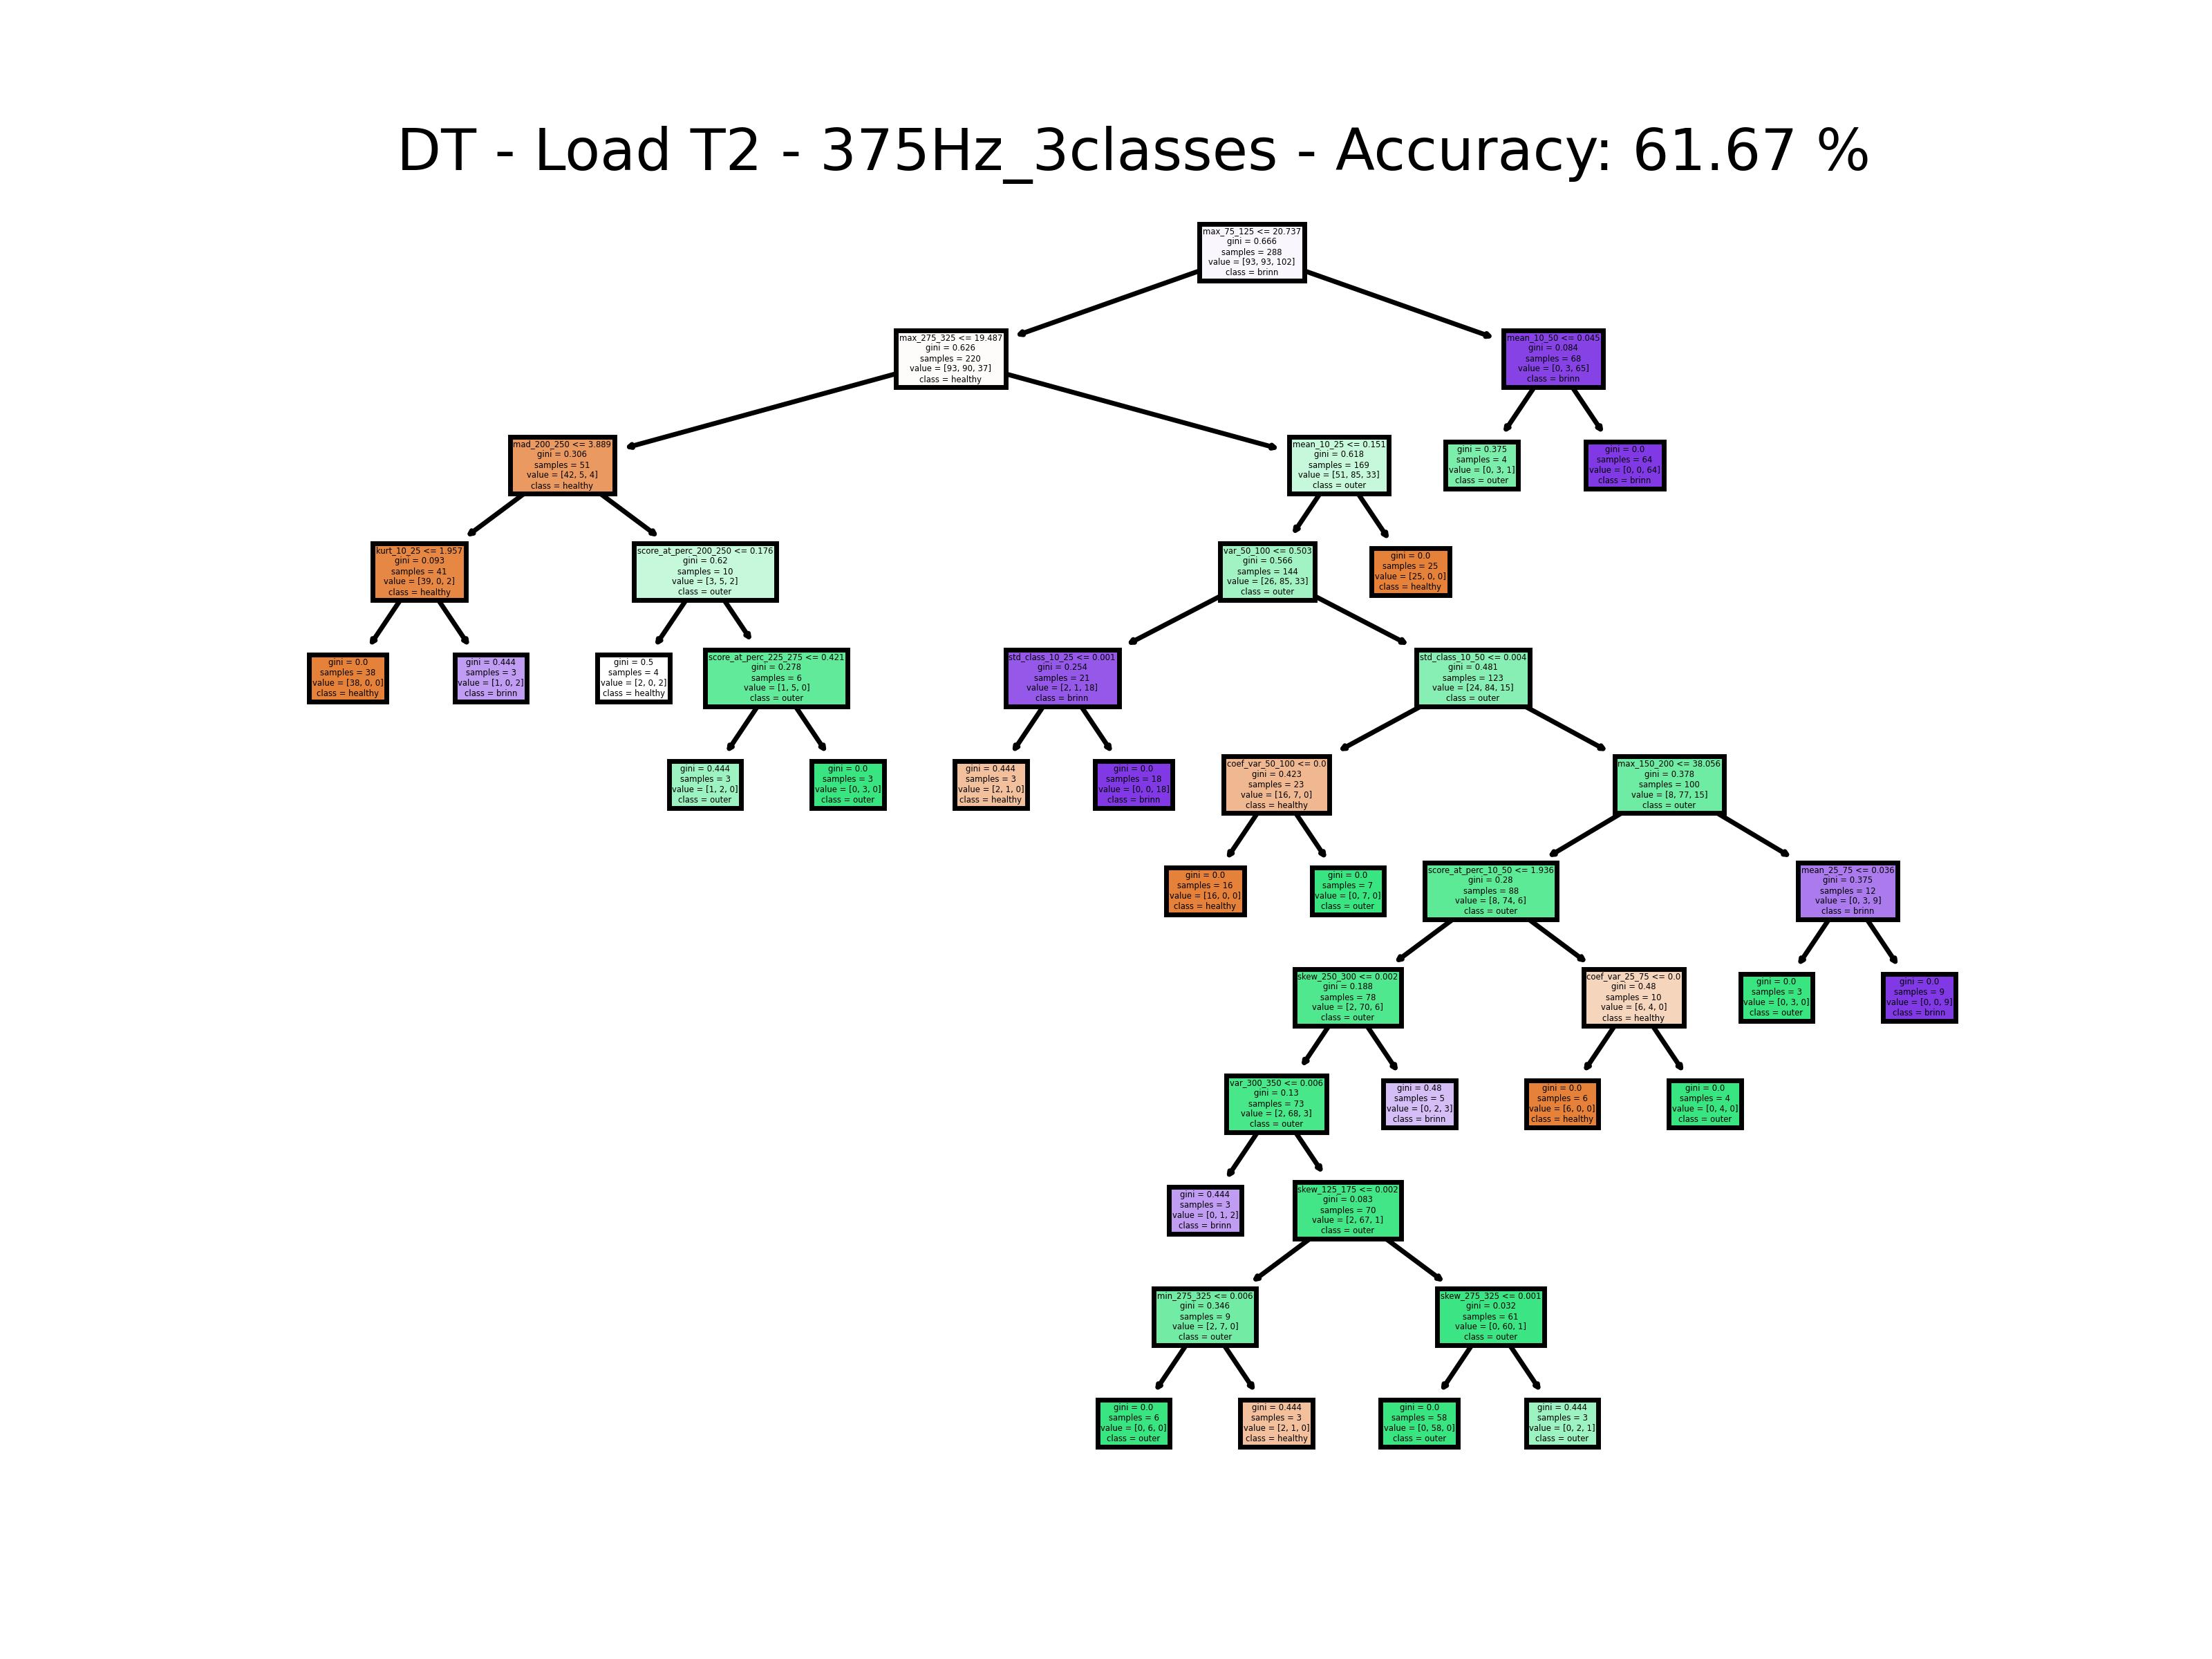 DT - Load T2 - 375Hz_3classes - Accuracy: 61.67 %
max_75_125 <= 20.737
gini = 0.666
samples = 288
value = [93, 93, 102]
class = brinn
max_275_325 <= 19.487
gini = 0.626
samples = 220
value = [93, 90, 37]
class = healthy
mean_10_50 <= 0.045
gini = 0.084
samples = 68
value = [0, 3, 65]
class = brinn
mad_200_250 <= 3.889
gini = 0.306
samples = 51
value = [42, 5, 4]
class = healthy
mean_10_25 <= 0.151
gini = 0.618
samples = 169
value = [51, 85, 33]
class = outer
gini = 0.375
samples = 4
value = [0, 3, 1]
class = outer
gini = 0.0
samples = 64
value = [0, 0, 64]
class = brinn
kurt_10_25 <= 1.957
gini = 0.093
samples = 41
value = [39, 0, 2]
class = healthy
score_at_perc_200_250 <= 0.176
gini = 0.62
samples = 10
value = [3, 5, 2]
class = outer
var_50_100 <= 0.503
gini = 0.566
samples = 144
value = [26, 85, 33]
class = outer
gini = 0.0
samples = 25
value = [25, 0, 0]
class = healthy
gini = 0.0
samples = 38
value = [38, 0, 0]
class = healthy
gini = 0.444
samples = 3
value = [1, 0, 2]
class = brinn
gini = 0.5
samples = 4
value = [2, 0, 2]
class = healthy
score_at_perc_225_275 <= 0.421
gini = 0.278
samples = 6
value = [1, 5, 0]
class = outer
std_class_10_25 <= 0.001
gini = 0.254
samples = 21
value = [2, 1, 18]
class = brinn
std_class_10_50 <= 0.004
gini = 0.481
samples = 123
value = [24, 84, 15]
class = outer
gini = 0.444
samples = 3
value = [1, 2, 0]
class = outer
gini = 0.0
samples = 3
value = [0, 3, 0]
class = outer
gini = 0.444
samples = 3
value = [2, 1, 0]
class = healthy
gini = 0.0
samples = 18
value = [0, 0, 18]
class = brinn
coef_var_50_100 <= 0.0
gini = 0.423
samples = 23
value = [16, 7, 0]
class = healthy
max_150_200 <= 38.056
gini = 0.378
samples = 100
value = [8, 77, 15]
class = outer
gini = 0.0
samples = 16
value = [16, 0, 0]
class = healthy
gini = 0.0
samples = 7
value = [0, 7, 0]
class = outer
score_at_perc_10_50 <= 1.936
gini = 0.28
samples = 88
value = [8, 74, 6]
class = outer
mean_25_75 <= 0.036
gini = 0.375
samples = 12
value = [0, 3, 9]
class = brinn
skew_250_300 <= 0.002
gini = 0.188
samples = 78
value = [2, 70, 6]
class = outer
coef_var_25_75 <= 0.0
gini = 0.48
samples = 10
value = [6, 4, 0]
class = healthy
gini = 0.0
samples = 3
value = [0, 3, 0]
class = outer
gini = 0.0
samples = 9
value = [0, 0, 9]
class = brinn
var_300_350 <= 0.006
gini = 0.13
samples = 73
value = [2, 68, 3]
class = outer
gini = 0.48
samples = 5
value = [0, 2, 3]
class = brinn
gini = 0.0
samples = 6
value = [6, 0, 0]
class = healthy
gini = 0.0
samples = 4
value = [0, 4, 0]
class = outer
gini = 0.444
samples = 3
value = [0, 1, 2]
class = brinn
skew_125_175 <= 0.002
gini = 0.083
samples = 70
value = [2, 67, 1]
class = outer
min_275_325 <= 0.006
gini = 0.346
samples = 9
value = [2, 7, 0]
class = outer
skew_275_325 <= 0.001
gini = 0.032
samples = 61
value = [0, 60, 1]
class = outer
gini = 0.0
samples = 6
value = [0, 6, 0]
class = outer
gini = 0.444
samples = 3
value = [2, 1, 0]
class = healthy
gini = 0.0
samples = 58
value = [0, 58, 0]
class = outer
gini = 0.444
samples = 3
value = [0, 2, 1]
class = outer